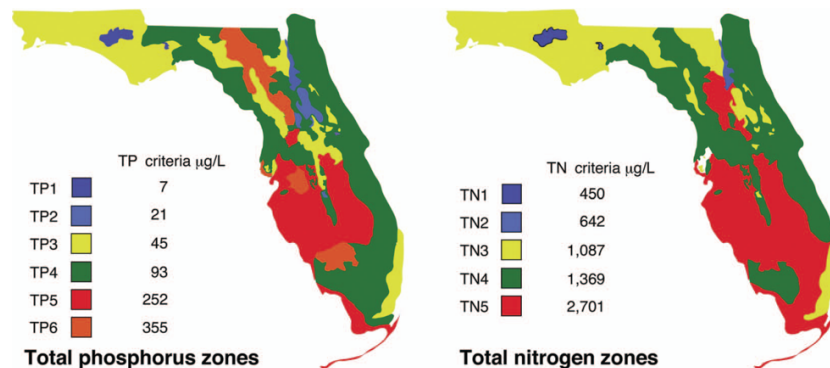 TP criteria µg/L
TP1 7
TP2 21
TP3 45
TP4 93
TP5 252
TP6 355
Total phosphorus zones
TN criteria µg/L
TN1 450
TN2 642
TN3 1,087
TN4 1,369
TN5 2,701
Total nitrogen zones